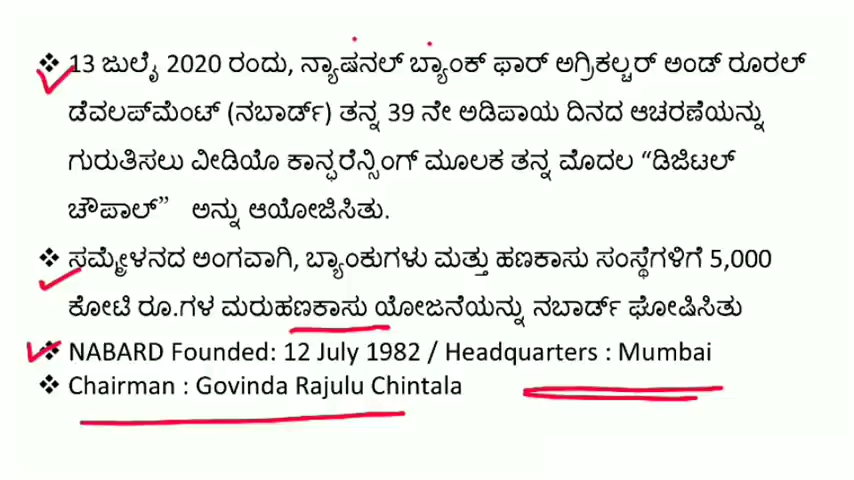 ❖ 13 ಜುಲೈ 2020 ರಂದು, ನ್ಯಾಷನಲ್ ಬ್ಯಾಂಕ್ ಫಾರ್ ಅಗ್ರಿಕಲ್ಚರ್ ಅಂಡ್ ರೂರಲ್
ಡೆವಲಪ್‌ಮೆಂಟ್ (ನಬಾರ್ಡ್) ತನ್ನ 39 ನೇ ಅಡಿಪಾಯ ದಿನದ ಆಚರಣೆಯನ್ನು
ಗುರುತಿಸಲು ವೀಡಿಯೊ ಕಾನ್ಫರೆನ್ಸಿಂಗ್ ಮೂಲಕ ತನ್ನ ಮೊದಲ “ಡಿಜಿಟಲ್
ಚೌಪಾಲ್” ಅನ್ನು ಆಯೋಜಿಸಿತು.
❖ ಸಮ್ಮೇಳನದ ಅಂಗವಾಗಿ, ಬ್ಯಾಂಕುಗಳು ಮತ್ತು ಹಣಕಾಸು ಸಂಸ್ಥೆಗಳಿಗೆ 5,000
ಕೋಟಿ ರೂ.ಗಳ ಮರುಹಣಕಾಸು ಯೋಜನೆಯನ್ನು ನಬಾರ್ಡ್ ಘೋಷಿಸಿತು
❖ NABARD Founded: 12 July 1982 / Headquarters : Mumbai
❖ Chairman : Govinda Rajulu Chintala